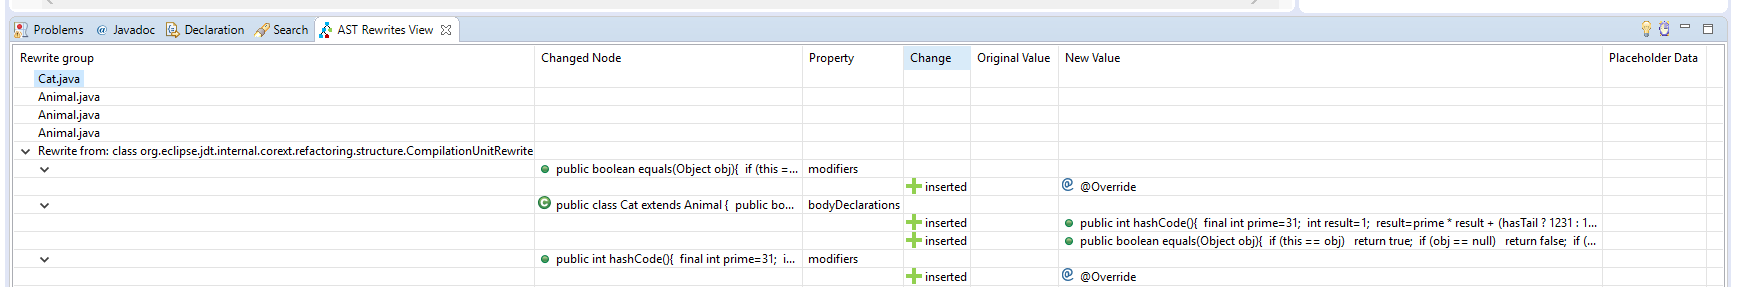 Problems @ Javadoc Declaration Search AST Rewrites View
Rewrite group Changed Node Property Change Original Value New Value Placeholder Data
Cat.java
Animal.java
Animal.java
Animal.java
Rewrite from: class org.eclipse.jdt.internal.corext.refactoring.structure.CompilationUnitRewrite
public boolean equals(Object obj){ if (this =... modifiers
inserted @Override
public class Cat extends Animal { public bo... bodyDeclarations
inserted public int hashCode(){ final int prime=31; int result=1; result=prime * result + (hasTail ? 1231 : 1...
inserted public boolean equals(Object obj){ if (this == obj) return true; if (obj == null) return false; if (...
public int hashCode(){ final int prime=31; i... modifiers
inserted @Override